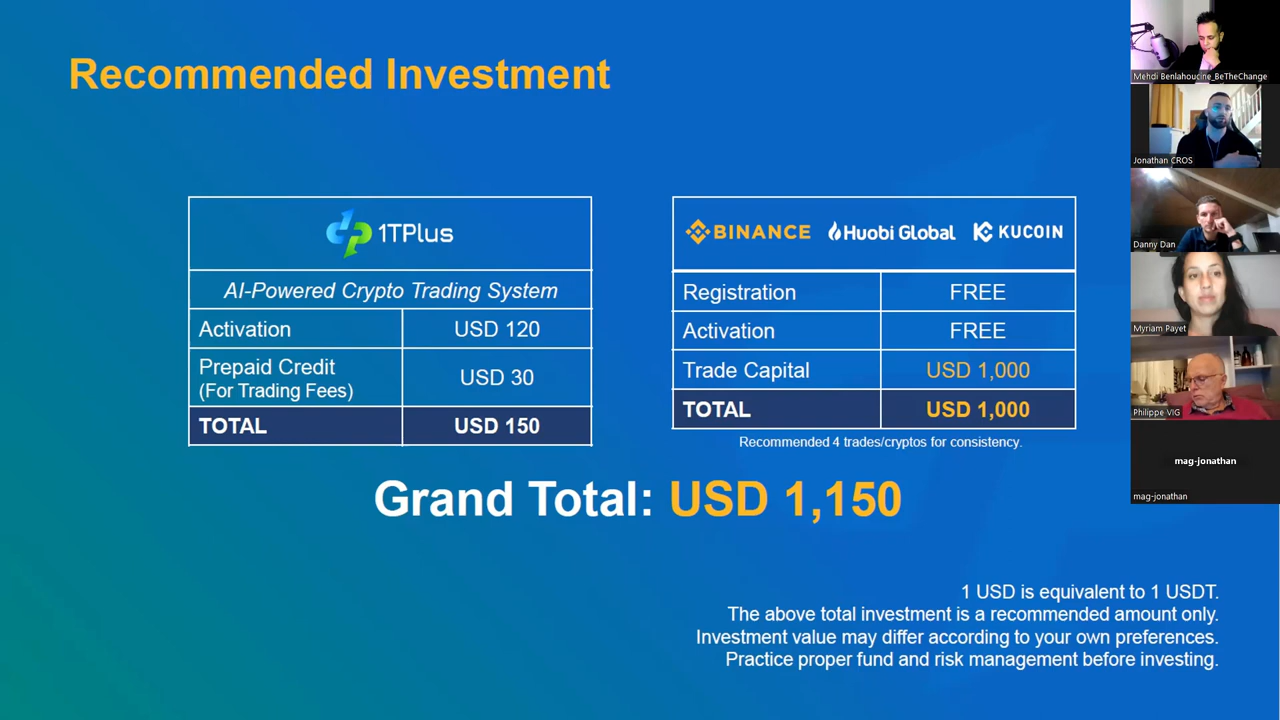 Recommended Investment
1TPlus
AI-Powered Crypto Trading System
Activation USD 120
Prepaid Credit
(For Trading Fees)
USD 30
TOTAL USD 150
BINANCE Huobi Global KUCOIN
Registration FREE
Activation FREE
Trade Capital USD 1,000
TOTAL USD 1,000
Recommended 4 trades/cryptos for consistency.
Grand Total: USD 1,150
1 USD is equivalent to 1 USDT.
The above total investment is a recommended amount only.
Investment value may differ according to your own preferences.
Practice proper fund and risk management before investing.
Mehdi Benlahoucine_BeTheChange
Jonathan CROS
Danny Dan
Myriam Payet
Philippe VIG
mag-jonathan
mag-jonathan